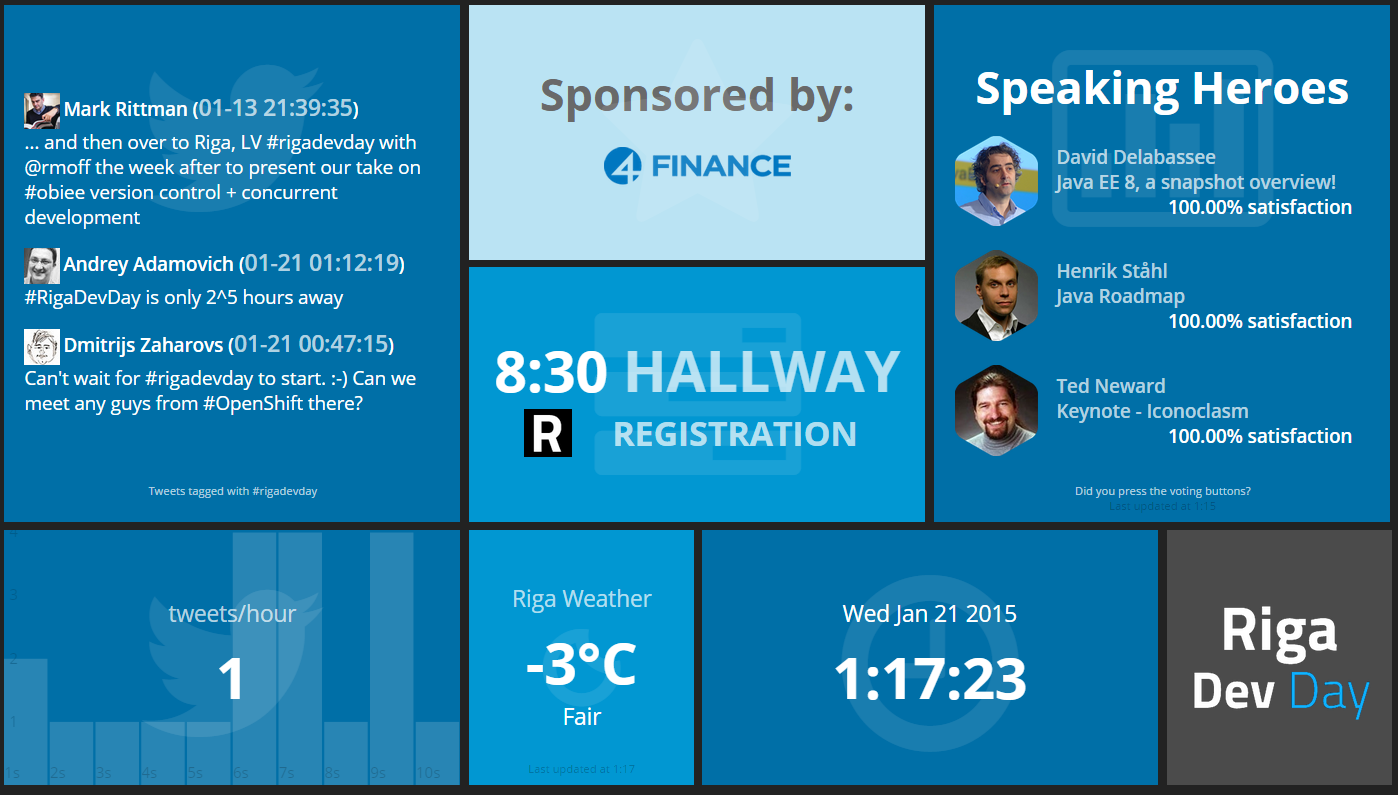 Mark Rittman (01-13 21:39:35)
... and then over to Riga, LV #rigadevday with
@rmoff the week after to present our take on
#obiee version control + concurrent
development
Andrey Adamovich (01-21 01:12:19)
#RigaDevDay is only 2^5 hours away
Dmitrijs Zaharovs (01-21 00:47:15)
Can't wait for #rigadevday to start. :-) Can we
meet any guys from #OpenShift there?
Tweets tagged with #rigadevday
Sponsored by:
4 FINANCE
8:30 HALLWAY
R REGISTRATION
Speaking Heroes
David Delabassee
Java EE 8, a snapshot overview!
100.00% satisfaction
Henrik Ståhl
Java Roadmap
100.00% satisfaction
Ted Neward
Keynote - Iconoclasm
100.00% satisfaction
Did you press the voting buttons?
Last updated at 1:15
tweets/hour
1
4
3
2
1
1s 2s 3s 4s 5s 6s 7s 8s 9s 10s
Riga Weather
-3°C
Fair
Last updated at 1:17
Wed Jan 21 2015
1:17:23
Riga
Dev Day